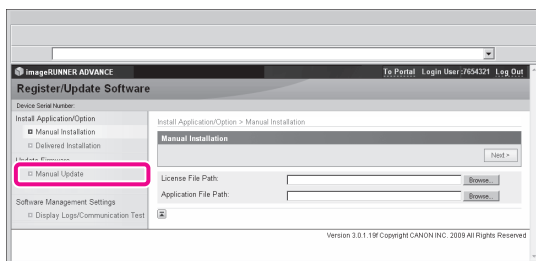 imageRUNNER ADVANCE
To Portal Login User:7654321 Log Out
Register/Update Software
Device Serial Number:
Install Application/Option
Manual Installation
Delivered Installation
Update Firmware
Manual Update
Software Management Settings
Display Logs/Communication Test
Install Application/Option > Manual Installation
Manual Installation
Next >
License File Path:
Browse...
Application File Path:
Browse...
Version 3.0.1.19f Copyright CANON INC. 2009 All Rights Reserved